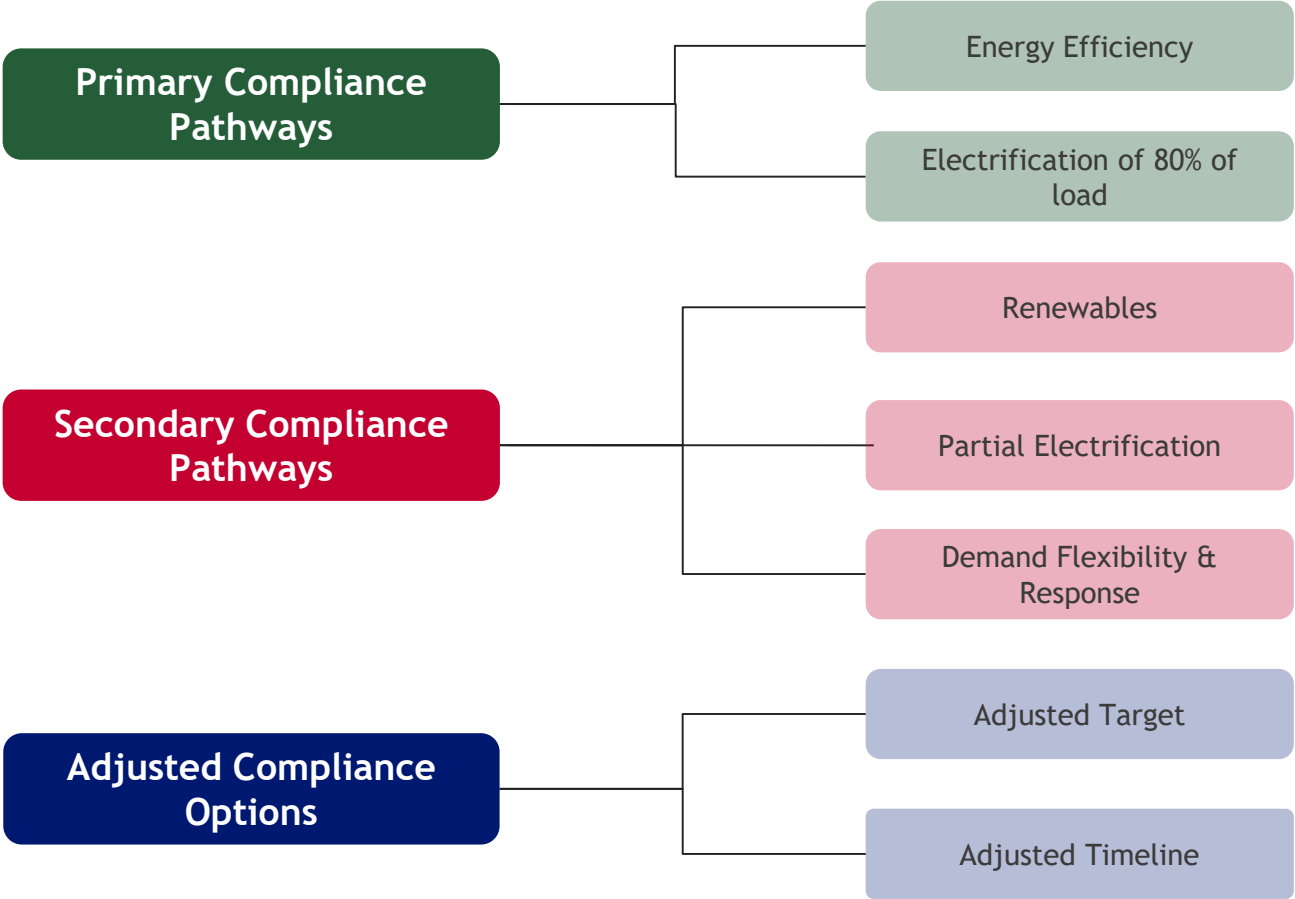 Primary Compliance
Pathways
Energy Efficiency
Electrification of 80% of
load
Secondary Compliance
Pathways
Renewables
Partial Electrification
Demand Flexibility &
Response
Adjusted Compliance
Options
Adjusted Target
Adjusted Timeline